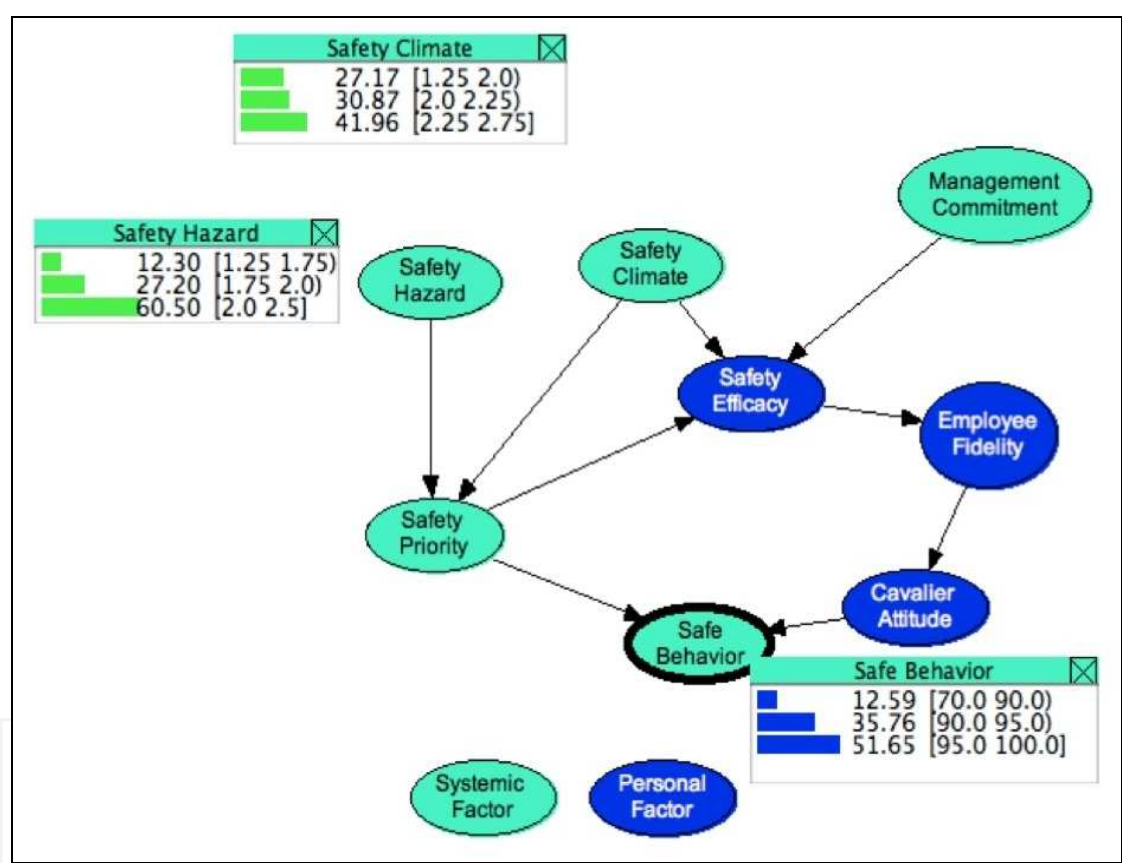 Safety Climate
27.17 [1.25 2.0)
30.87 [2.0 2.25)
41.96 [2.25 2.75]
Management
Commitment
Safety Hazard
12.30 [1.25 1.75)
27.20 [1.75 2.0)
60.50 [2.0 2.5]
Safety
Hazard
Safety
Climate
Safety
Efficacy
Employee
Fidelity
Safety
Priority
Cavalier
Attitude
Safe
Behavior
Safe Behavior
12.59 [70.0 90.0)
35.76 [90.0 95.0)
51.65 [95.0 100.0]
Systemic
Factor
Personal
Factor